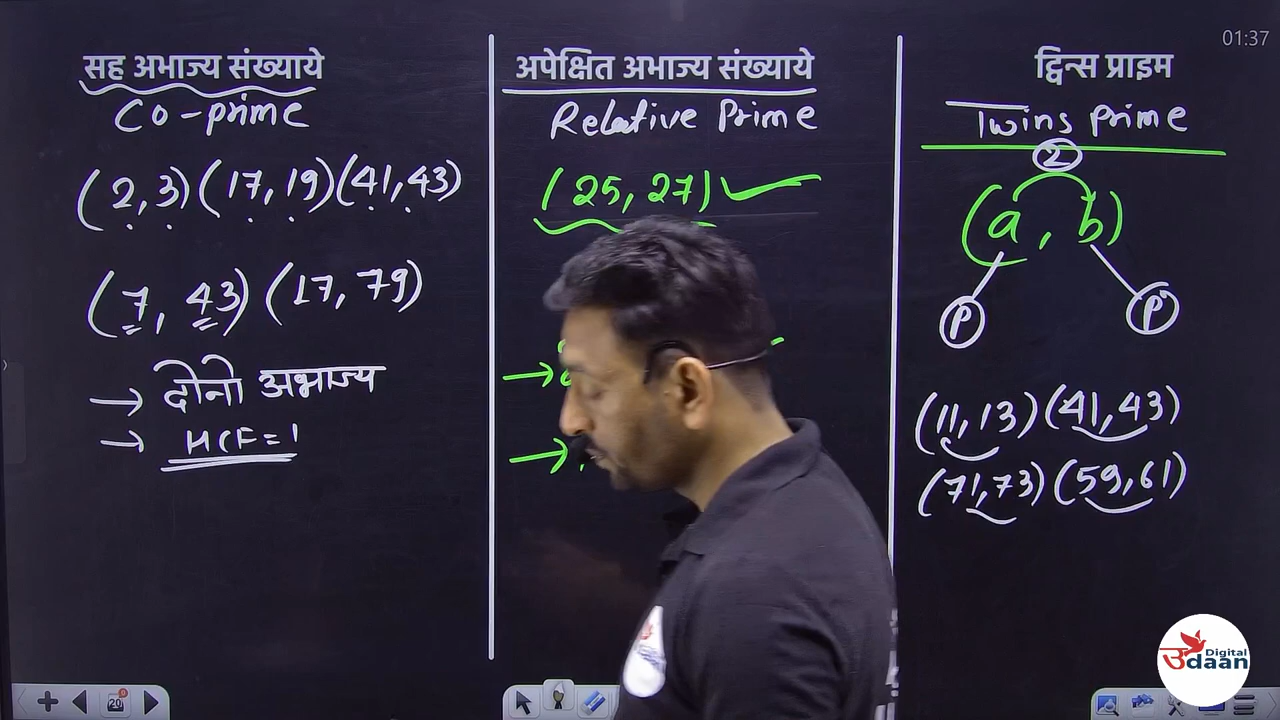 01:37
सह अभाज्य संख्याये
Co-prime
(2,3) (17,19) (41,43)
(7, 43) (17, 79)
→ दोनो अभाज्य
→ HCF=1
अपेक्षित अभाज्य संख्याये
Relative Prime
(25, 27)
→
→
ट्विन्स प्राइम
Twins prime
2
(a, b)
P P
(11,13) (41,43)
(71,73) (59,61)
20
Digital
उdaan